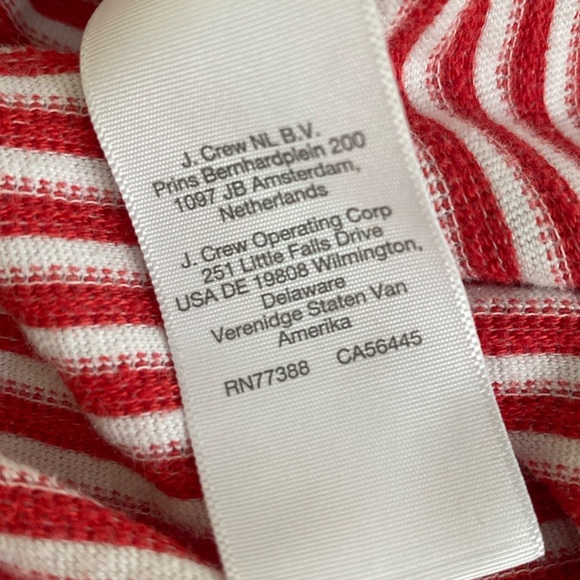 J. Crew NL B.V.
Prins Bernhardplein 200
1097 JB Amsterdam,
Netherlands
J. Crew Operating Corp
251 Little Falls Drive
USA DE 19808 Wilmington,
Delaware
Verenidge Staten Van
Amerika
RN77388 CA56445